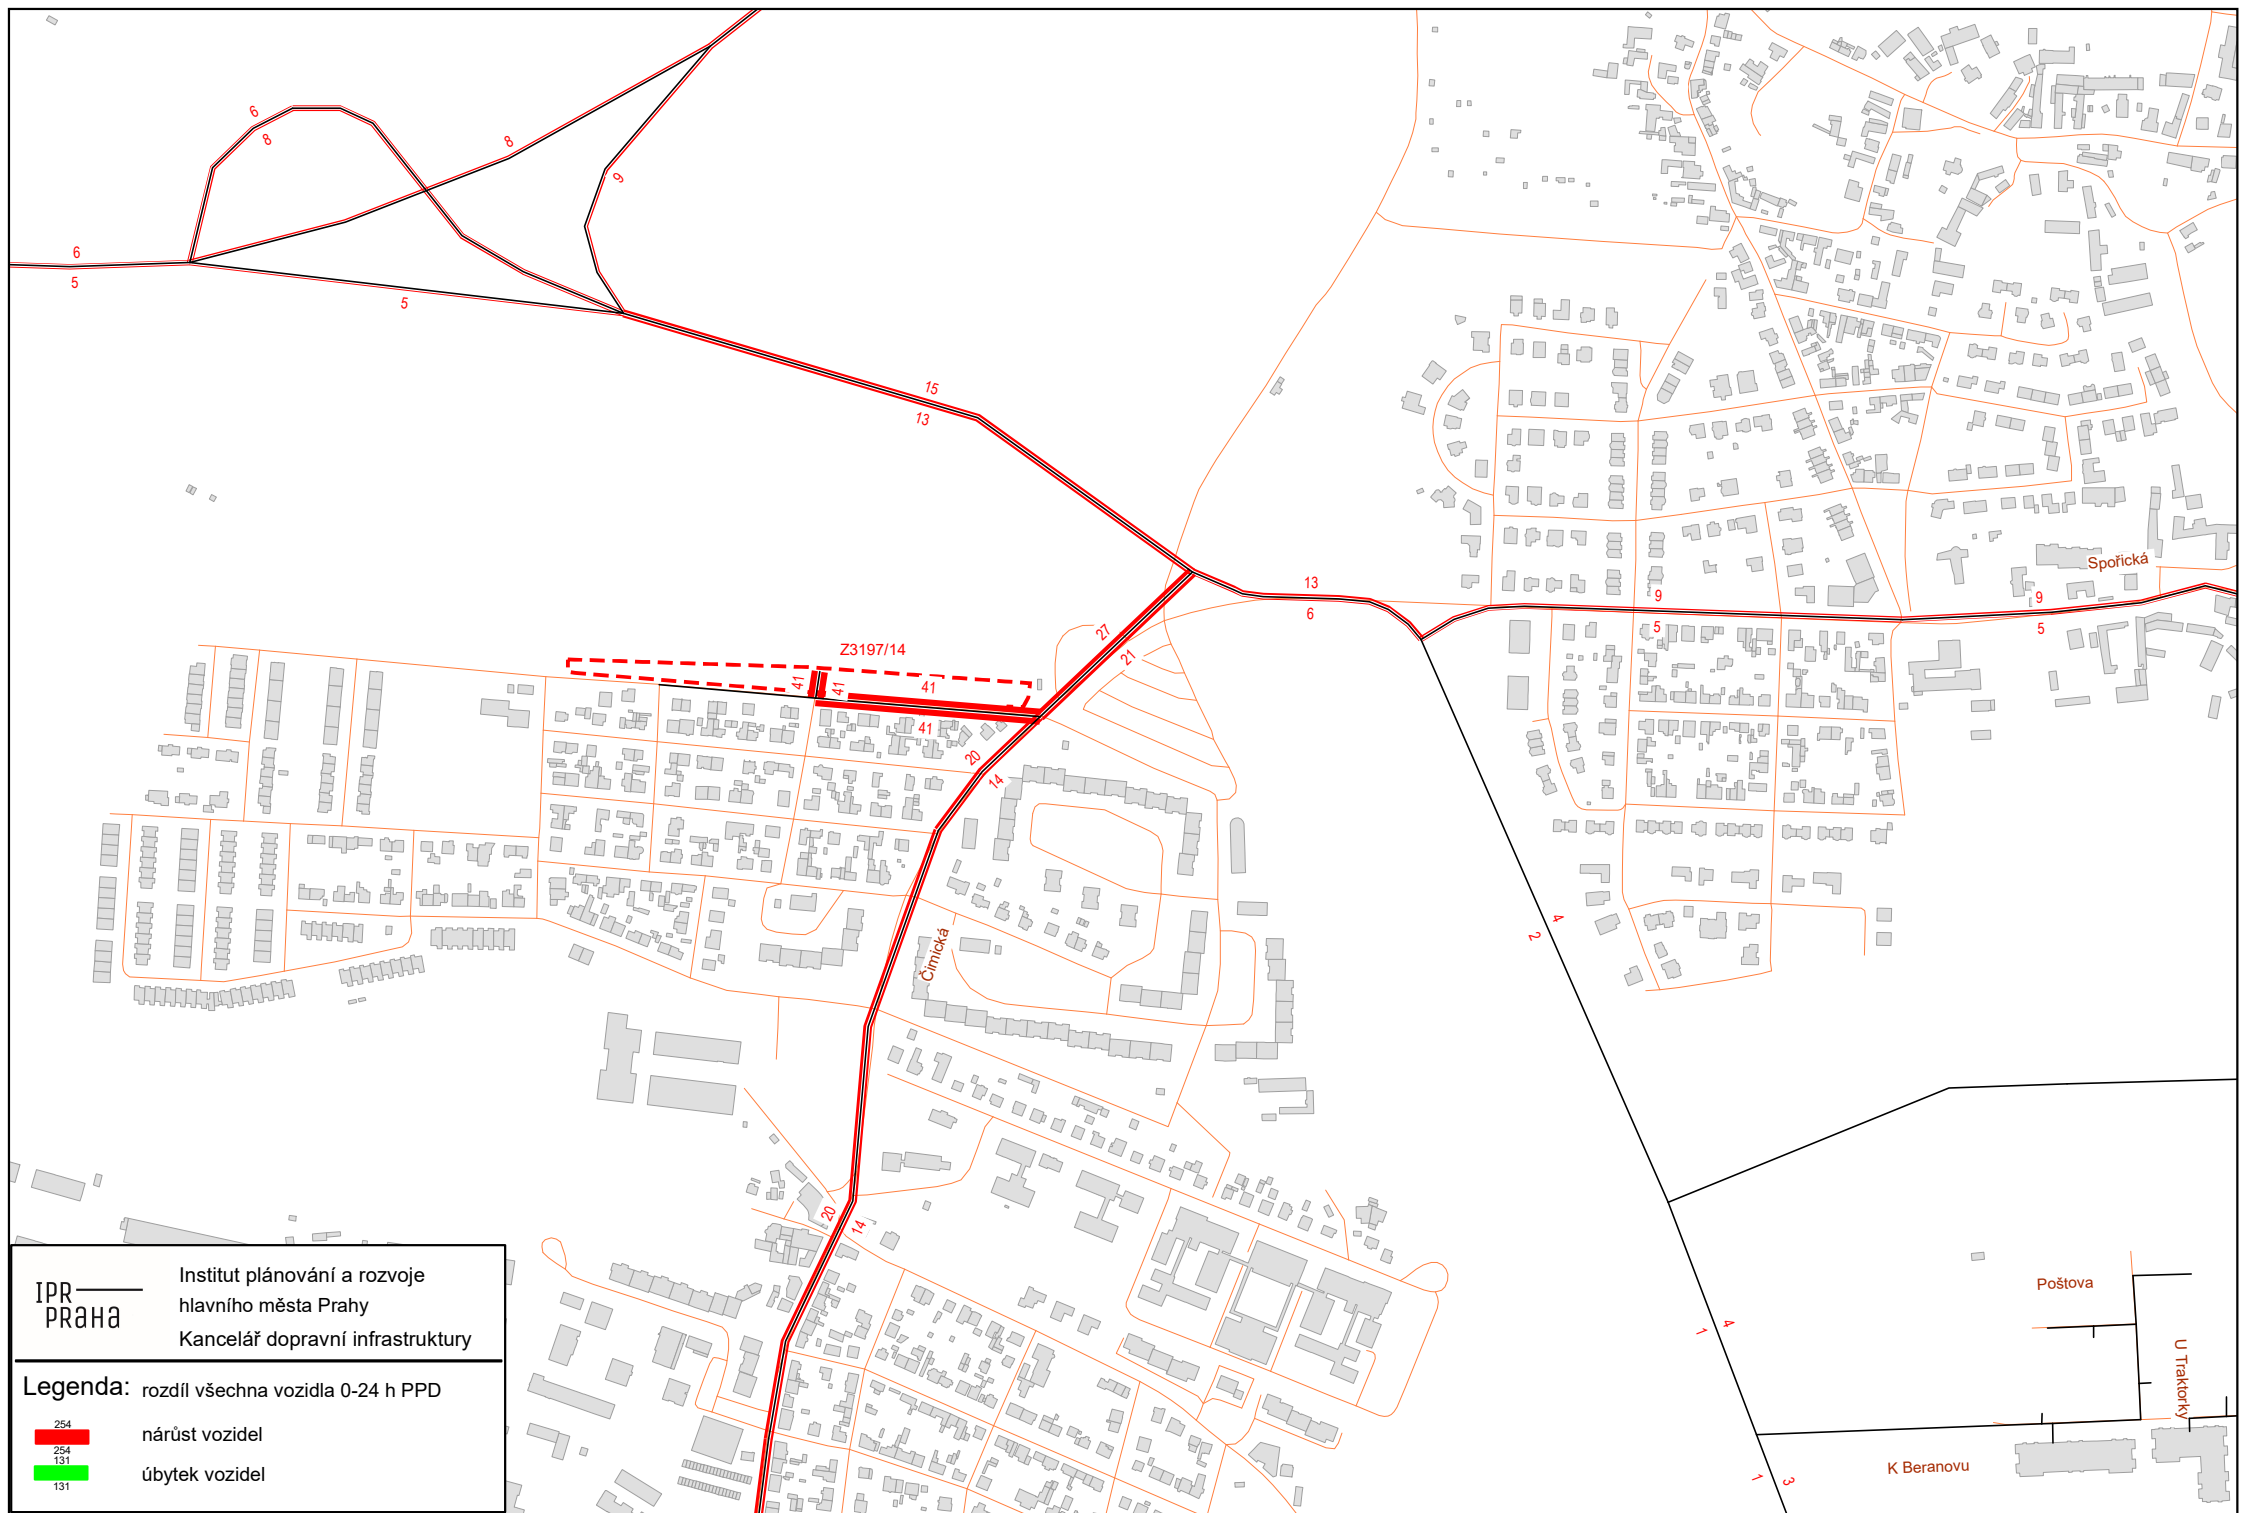 6
8
8
9
6
5
5
15
13
13
6
9
5
9
5
Spořická
27
21
Z3197/14
41
41
41
41
20
14
Čimická
4
2
20
14
IPR
PRAHA
Institut plánování a rozvoje
hlavního města Prahy
Kancelář dopravní infrastruktury
Legenda: rozdíl všechna vozidla 0-24 h PPD
254
254
nárůst vozidel
131
131
úbytek vozidel
1
4
Poštova
U Traktorky
K Beranovu
1
3